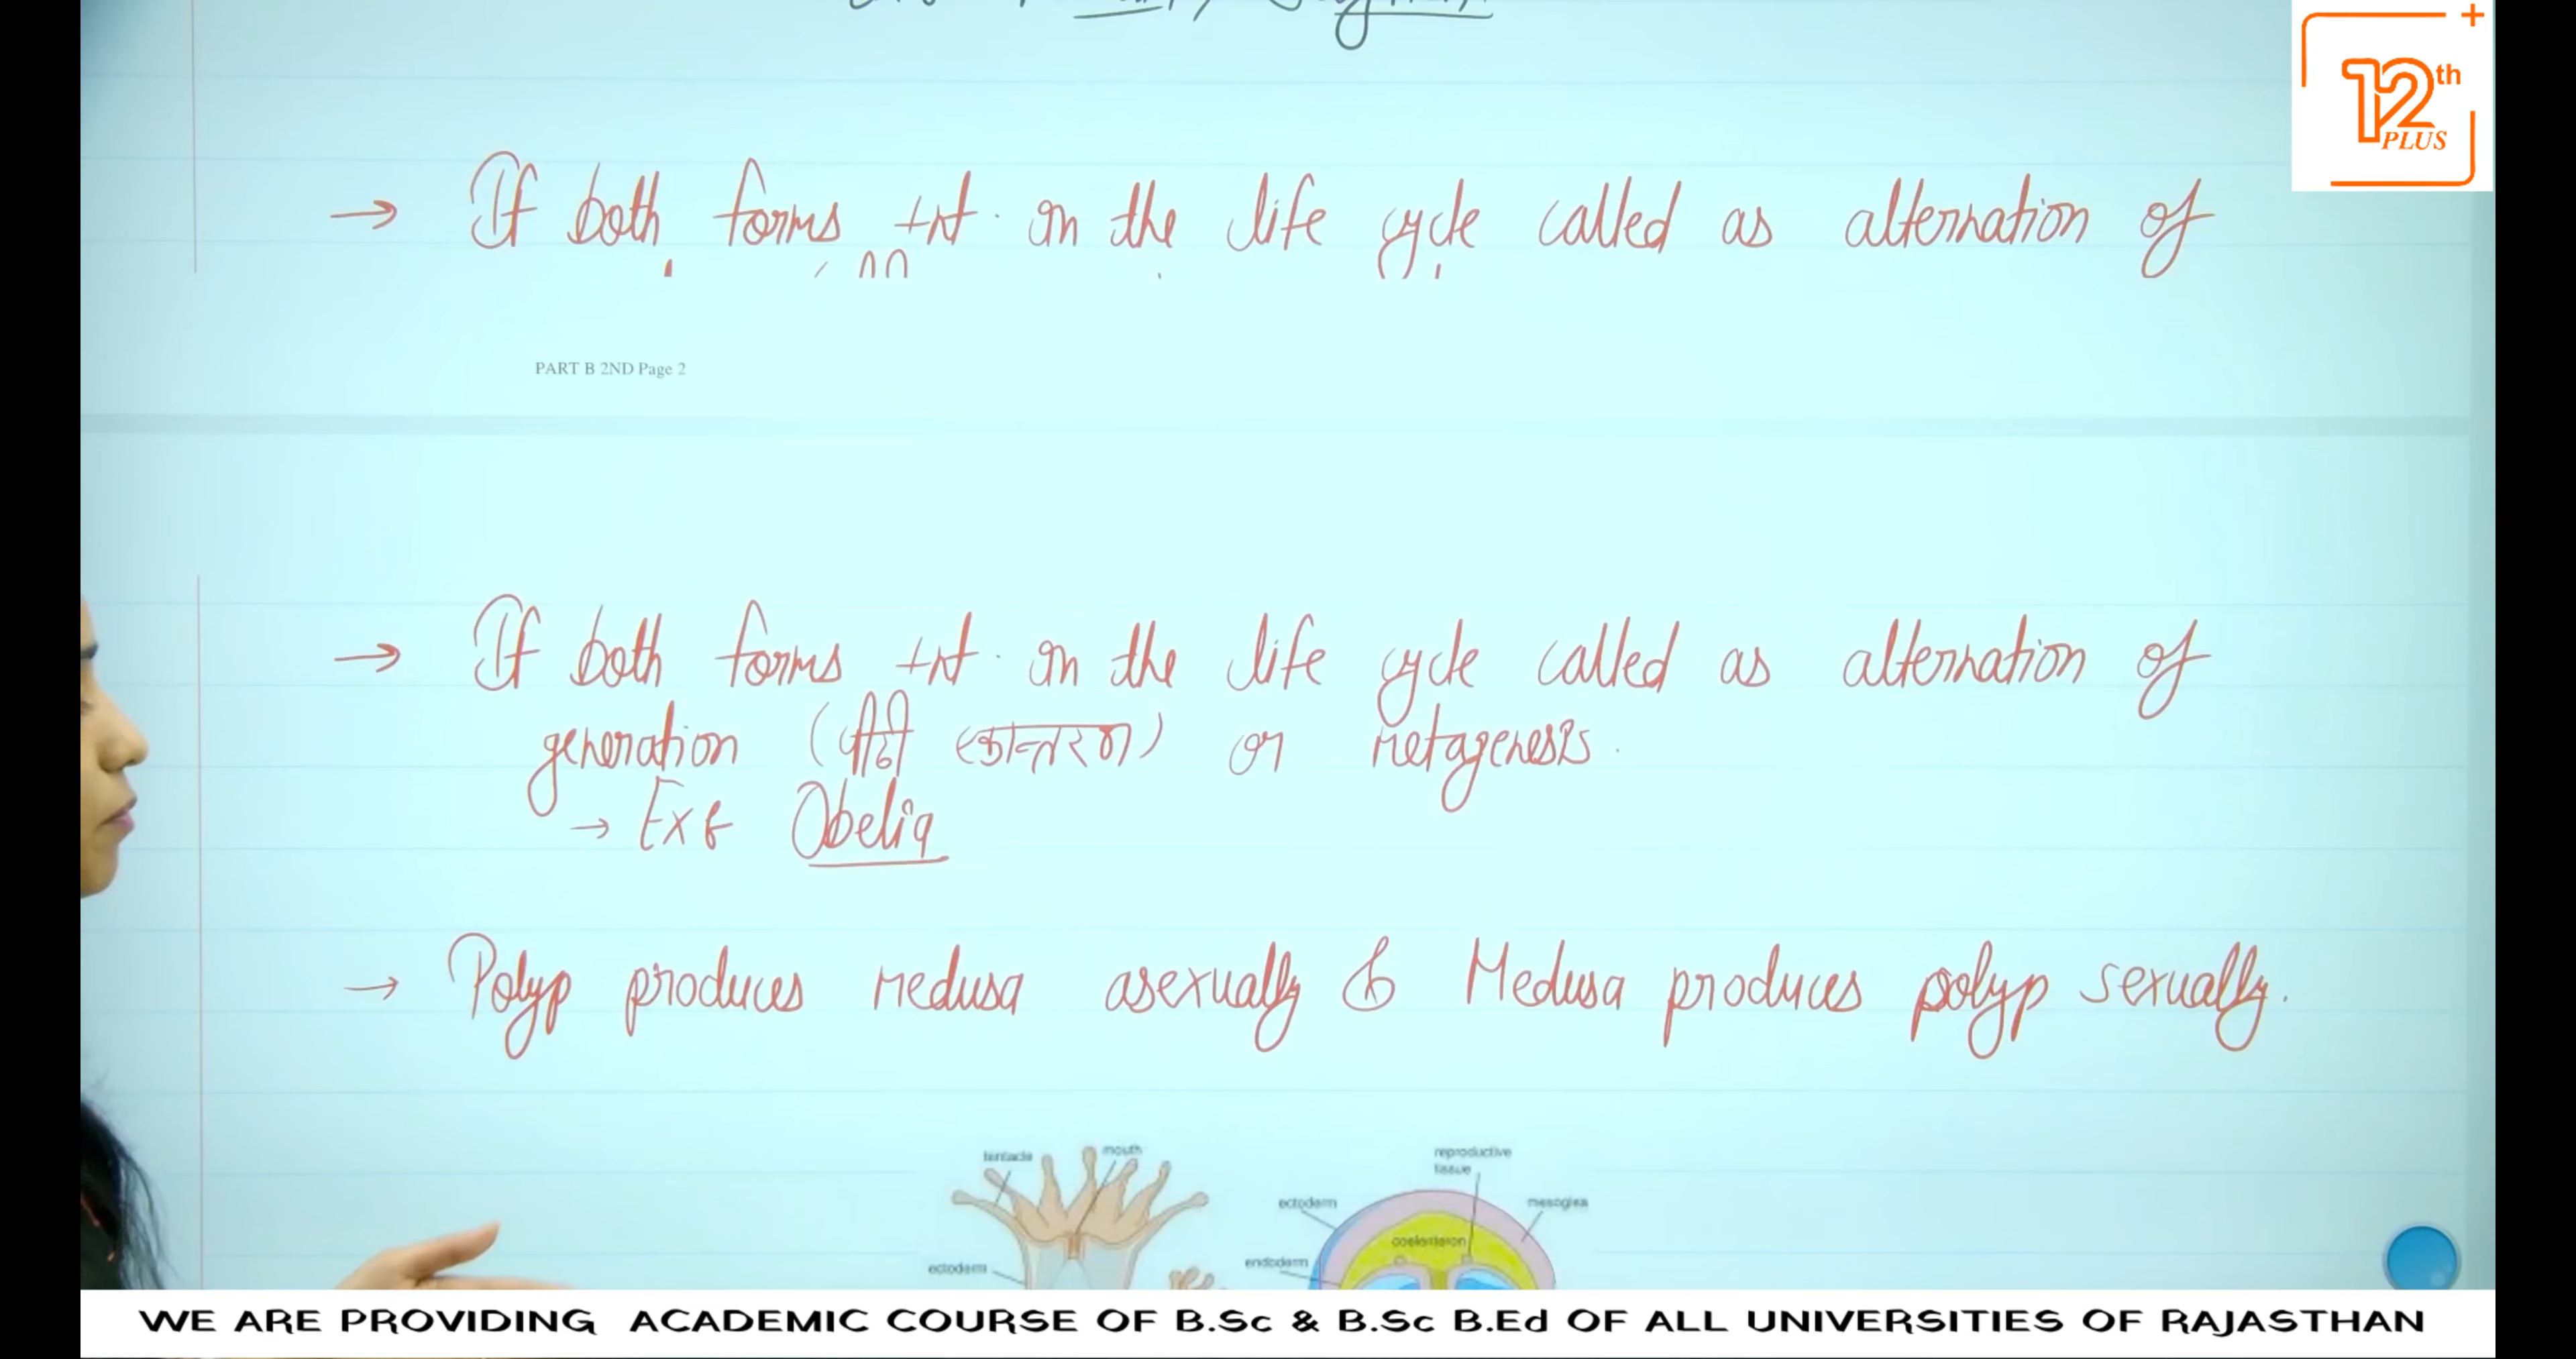 12th
PLUS
→ If both forms +nt. in the life cycle called as alternation of
PART B 2ND Page 2
→ If both forms +nt. in the life cycle called as alternation of
generation (पीढी एकान्तरण) or metagenesis.
→ Ex: Obelia
→ Polyp produces medusa asexually & Medusa produces polyp sexually.
tentacle
mouth
ectoderm
reproductive
tissue
ectoderm
mesoglea
coelenteron
endoderm
WE ARE PROVIDING ACADEMIC COURSE OF B.Sc & B.Sc B.Ed OF ALL UNIVERSITIES OF RAJASTHAN